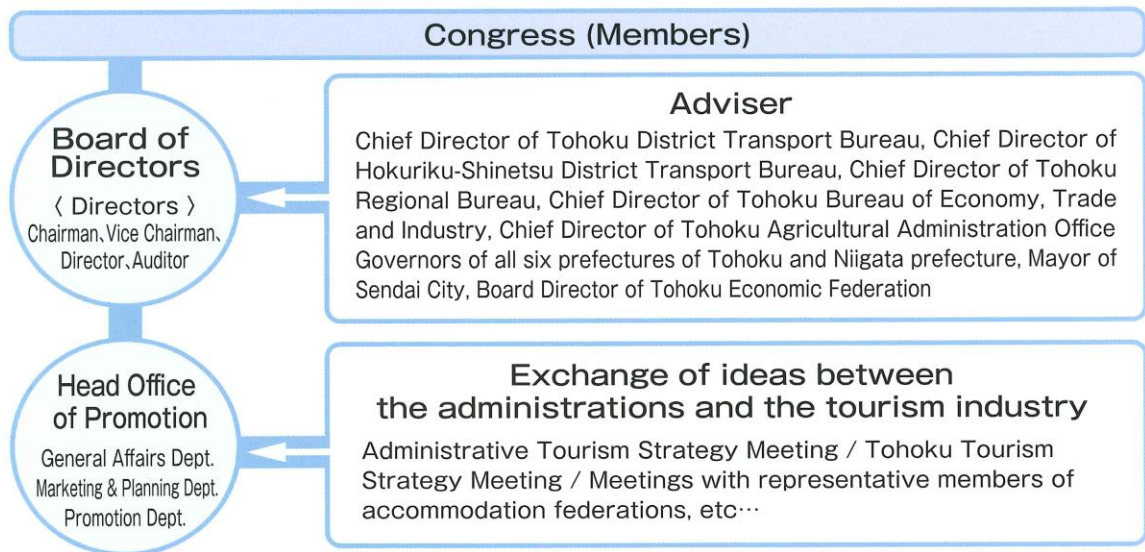 Congress (Members)
Board of
Directors
〈 Directors 〉
Chairman、Vice Chairman、
Director、Auditor
Adviser
Chief Director of Tohoku District Transport Bureau, Chief Director of
Hokuriku-Shinetsu District Transport Bureau, Chief Director of Tohoku
Regional Bureau, Chief Director of Tohoku Bureau of Economy, Trade
and Industry, Chief Director of Tohoku Agricultural Administration Office
Governors of all six prefectures of Tohoku and Niigata prefecture, Mayor of
Sendai City, Board Director of Tohoku Economic Federation
Head Office
of Promotion
General Affairs Dept.
Marketing & Planning Dept.
Promotion Dept.
Exchange of ideas between
the administrations and the tourism industry
Administrative Tourism Strategy Meeting / Tohoku Tourism
Strategy Meeting / Meetings with representative members of
accommodation federations, etc…